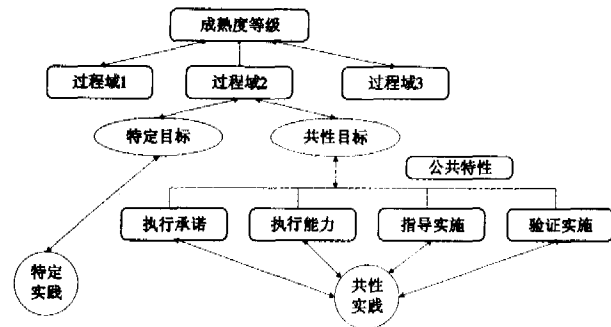 成熟度等级
过程域1
过程域2
过程域3
特定目标
共性目标
公共特性
执行承诺
执行能力
指导实施
验证实施
特定
实践
共性
实践